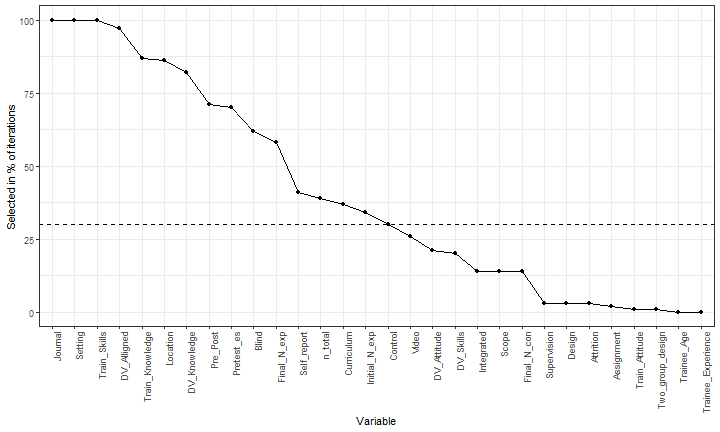 Selected in % of iterations
100
75
50
25
0
Journal
Setting
Train_Skills
DV_Alligned
Train_Knowledge
Location
DV_Knowledge
Pre_Post
Pretest_es
Blind
Final_N_exp
Self_report
n_total
Curriculum
Initial_N_exp
Control
Video
DV_Attitude
DV_Skills
Integrated
Scope
Final_N_con
Supervision
Design
Attrition
Assignment
Train_Attitude
Two_group_design
Trainee_Age
Trainee_Experience
Variable